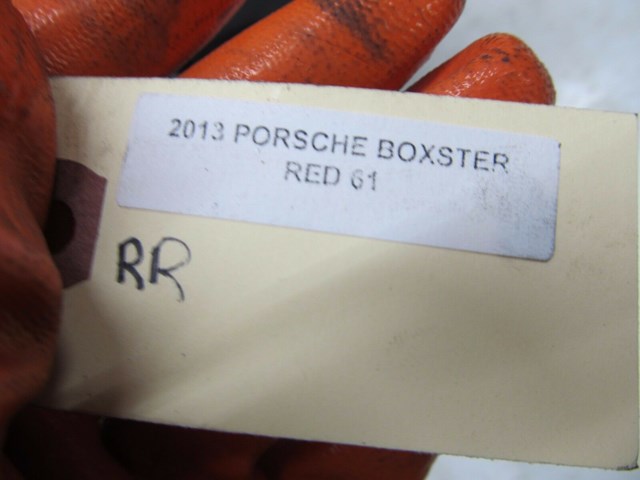 2013 PORSCHE BOXSTER
RED 61
RR